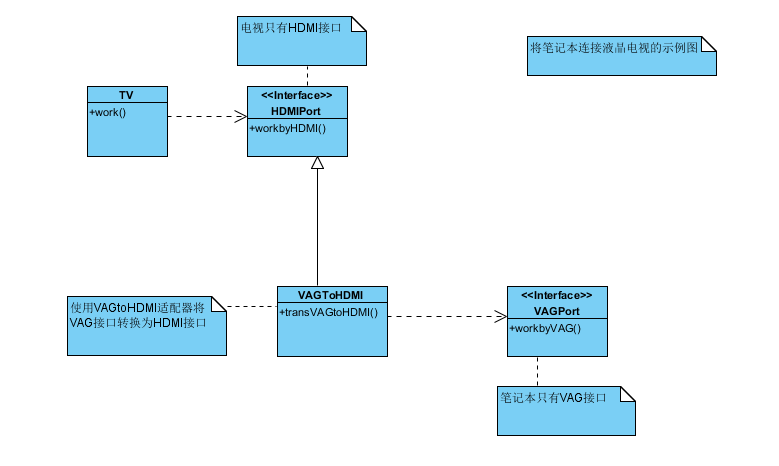 电视只有HDMI接口
将笔记本连接液晶电视的示例图
TV
+work()
<<Interface>>
HDMIPort
+workbyHDMI()
使用VAGtoHDMI适配器将
VAG接口转换为HDMI接口
VAGToHDMI
+transVAGtoHDMI()
<<Interface>>
VAGPort
+workbyVAG()
笔记本只有VAG接口